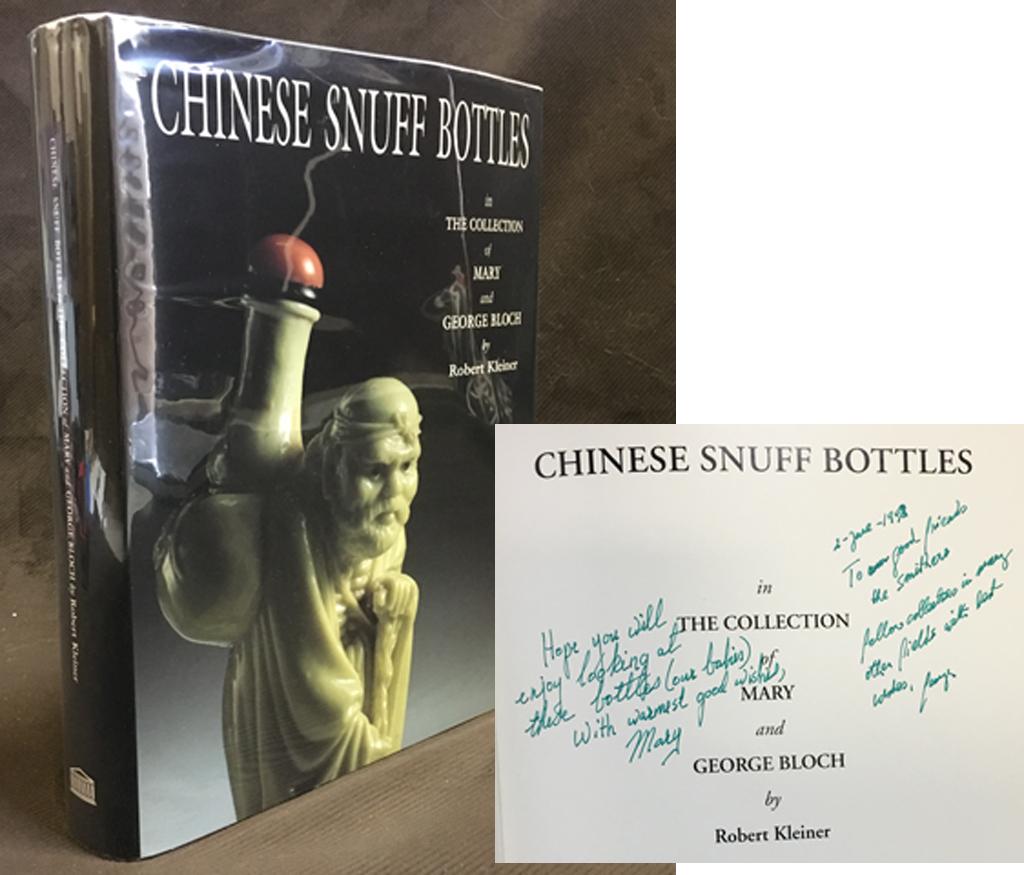 CHINESE SNUFF BOTTLES
in
THE COLLECTION
of
MARY
and
GEORGE BLOCH
by
Robert Kleiner
CHINESE SNUFF BOTTLES IN THE COLLECTION of MARY and GEORGE BLOCH by Robert Kleiner
CHINESE SNUFF BOTTLES
in
THE COLLECTION
of
MARY
and
GEORGE BLOCH
by
Robert Kleiner
Hope you will
enjoy looking at
these bottles (our babies).
With warmest good wishes,
Mary
2-June-1998
To our good friends
the Smithers
fellow collectors in many
other fields with best
wishes,